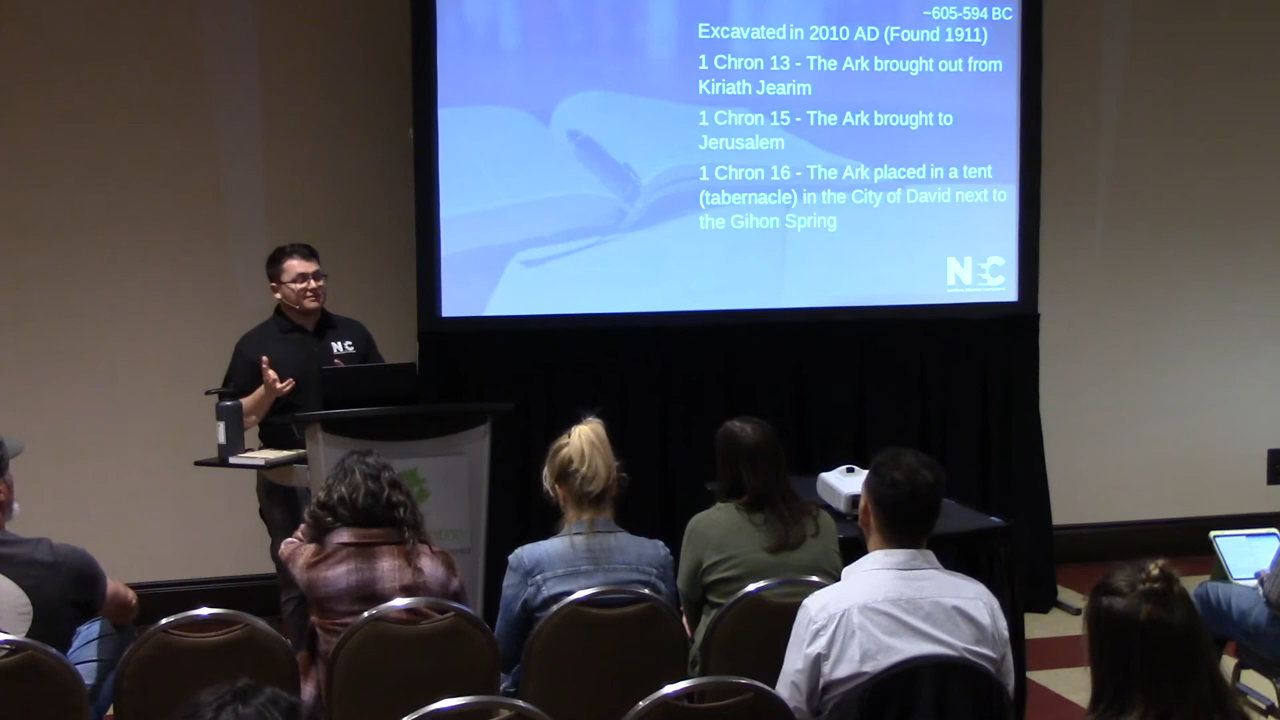 ~605-594 BC
Excavated in 2010 AD (Found 1911)
1 Chron 13 - The Ark brought out from
Kiriath Jearim
1 Chron 15 - The Ark brought to
Jerusalem
1 Chron 16 - The Ark placed in a tent
(tabernacle) in the City of David next to
the Gihon Spring
NEC
NEC